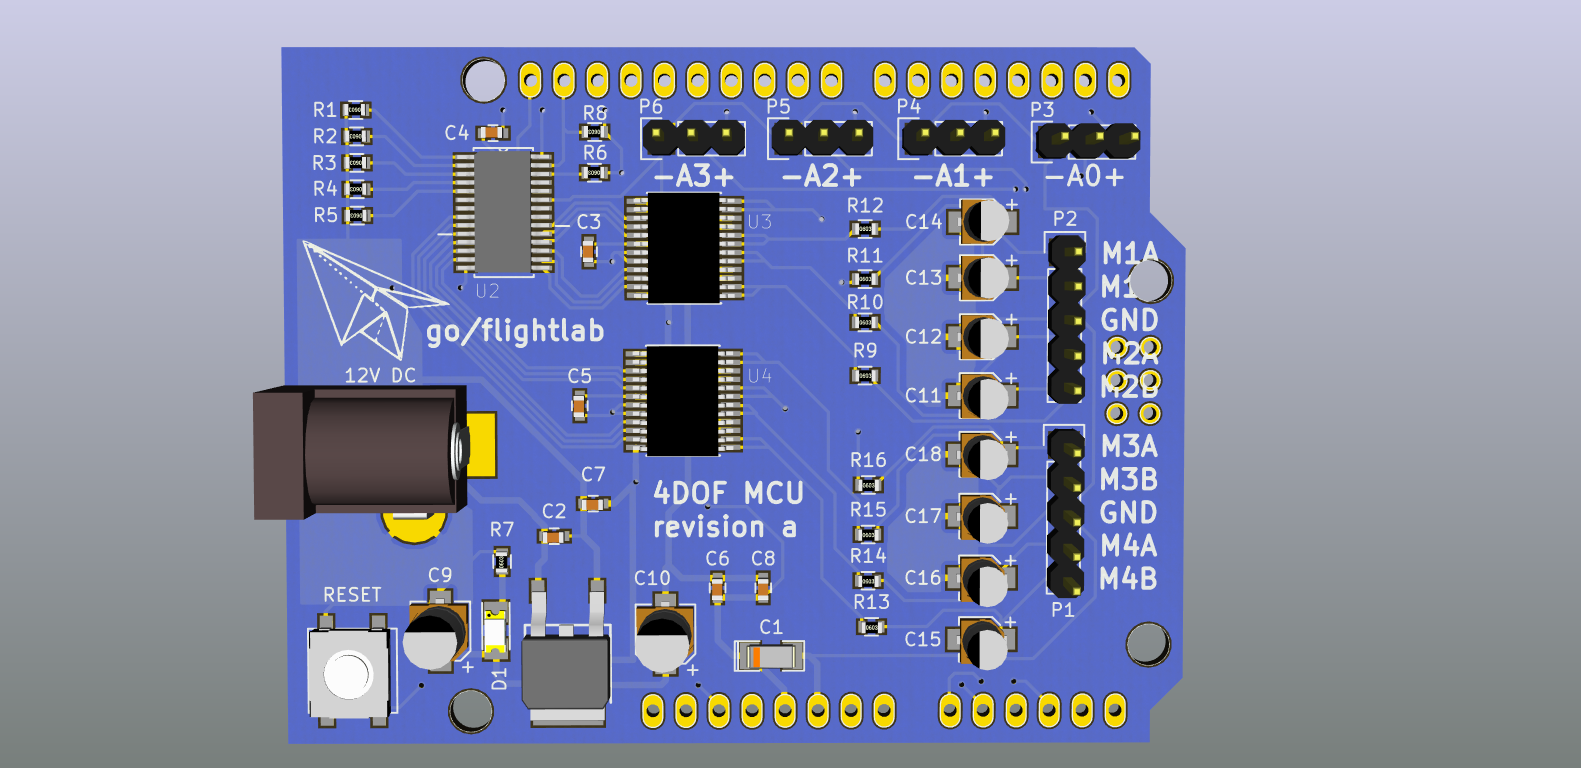 R1
R2
R3
R4
R5
C4
R8
R6
C3
P6
P5
P4
P3
-A3+
-A2+
-A1+
-A0+
U2
U3
U4
go/flightlab
12V DC
C5
C7
C2
R7
C9
+
RESET
D1
C10
+
4DOF MCU
revision a
C6 C8
C1
R12
R11
R10
R9
R16
R15
R14
R13
C14 +
C13 +
C12 +
C11 +
C18 +
C17 +
C16 +
C15 +
P2
M1A
GND
M2A
M2B
M3A
M3B
GND
M4A
M4B
P1